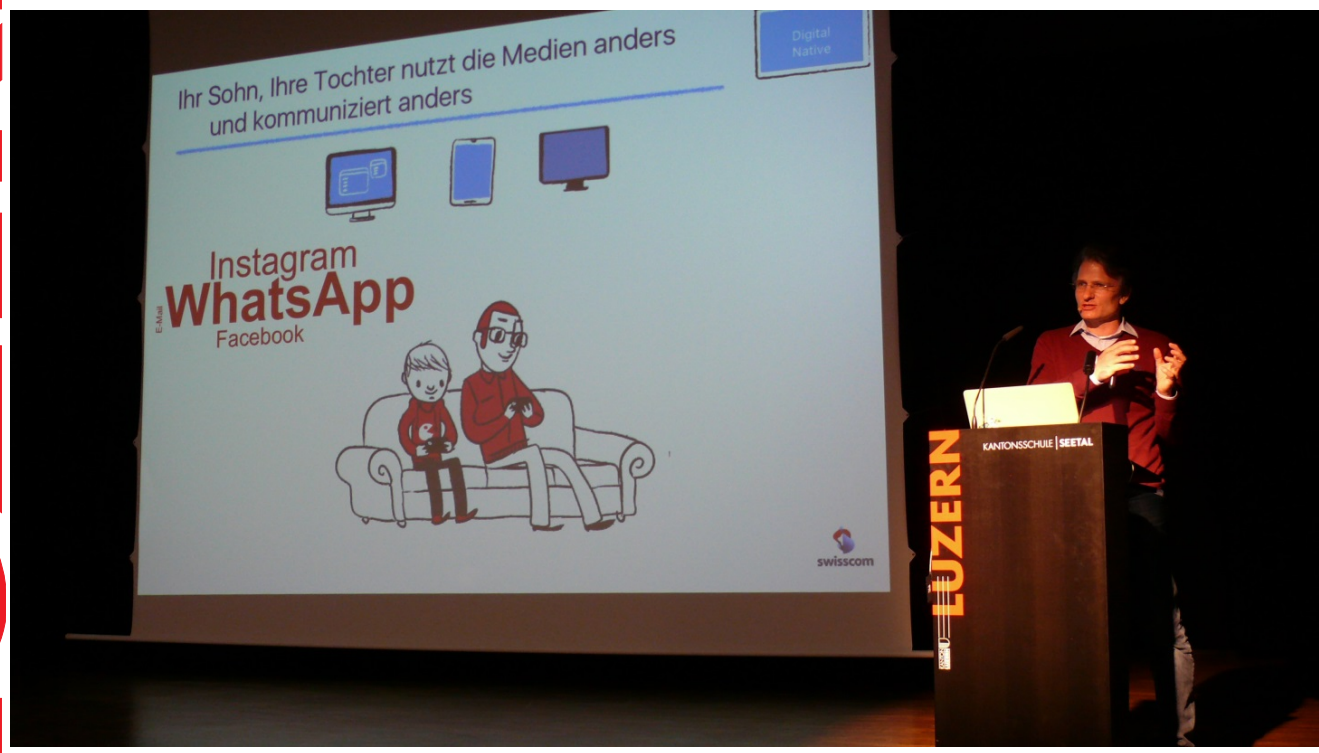 Ihr Sohn, Ihre Tochter nutzt die Medien anders
und kommuniziert anders
Digital
Native
Instagram
E-Mail
WhatsApp
Facebook
swisscom
KANTONSSCHULE | SEETAL
LUZERN
KANTON